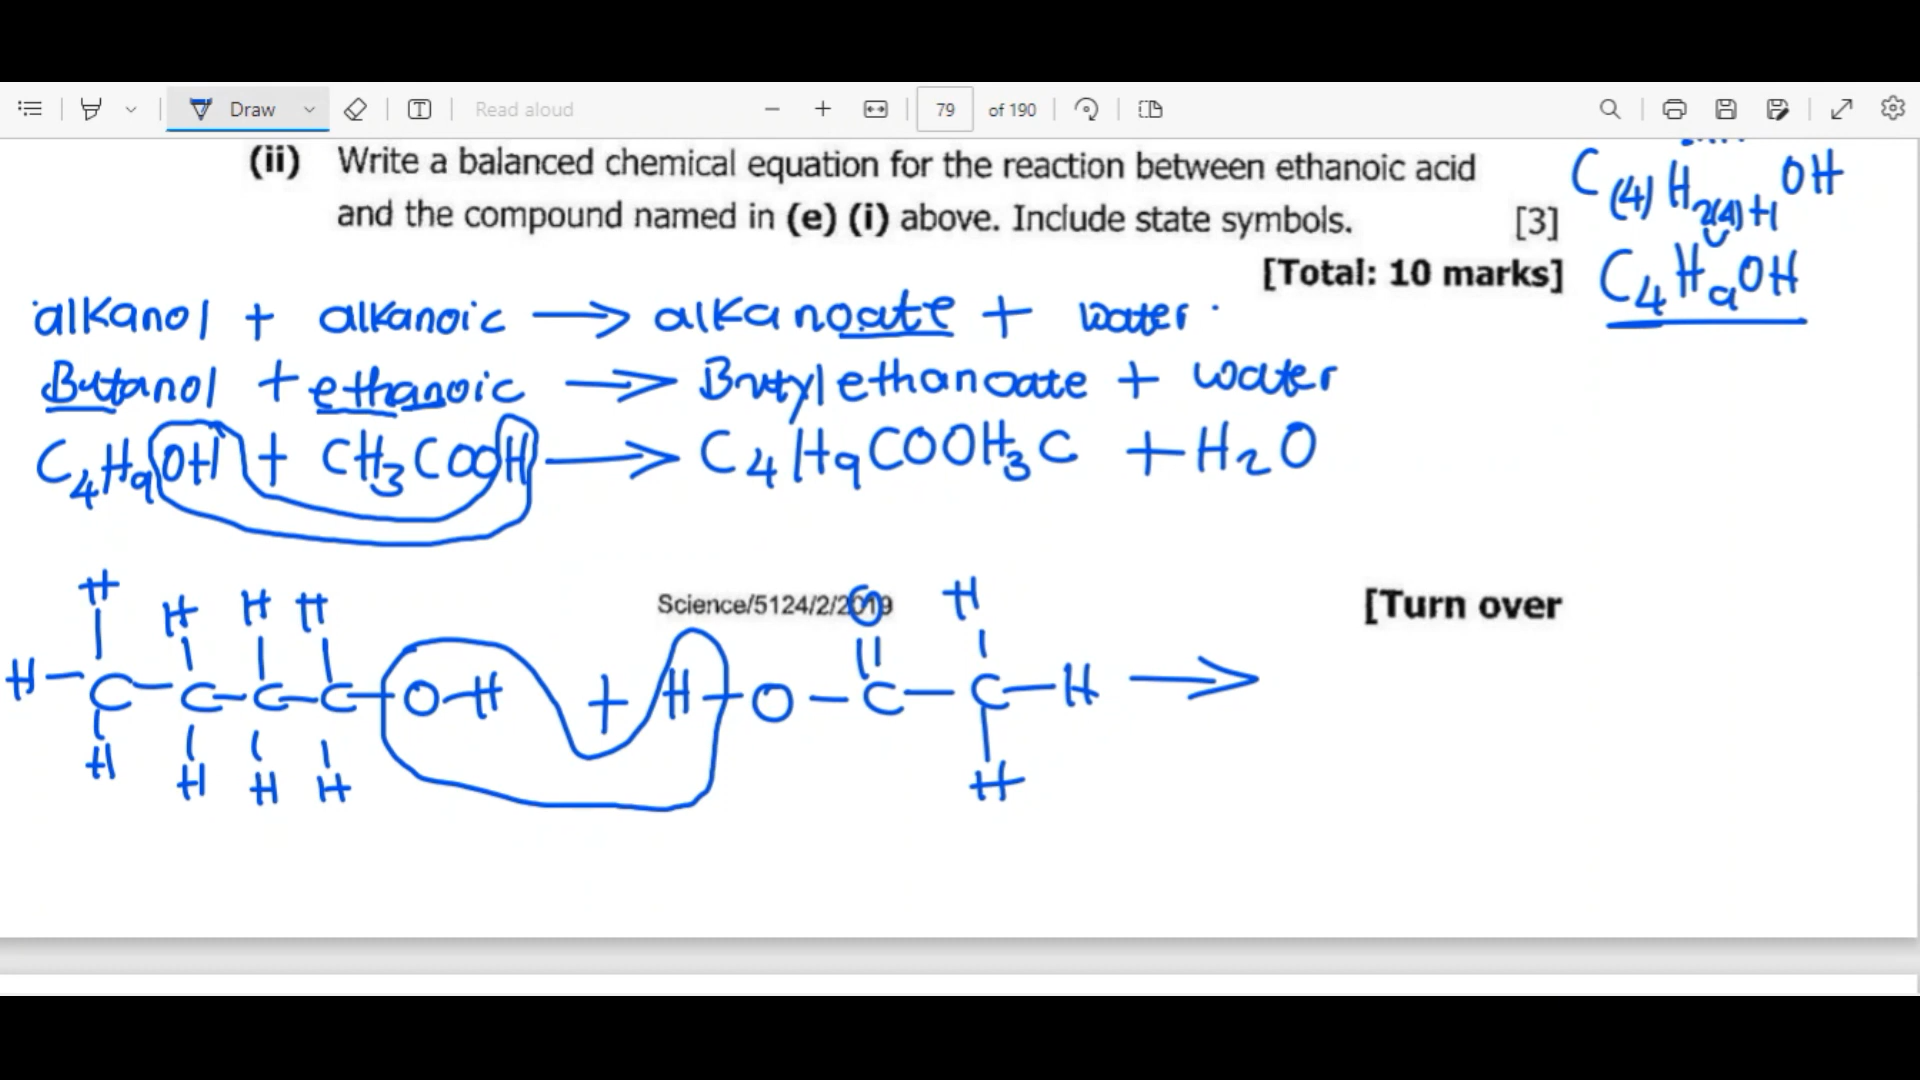 Draw
Read aloud
79 of 190
(ii) Write a balanced chemical equation for the reaction between ethanoic acid
and the compound named in (e) (i) above. Include state symbols. [3]
[Total: 10 marks]
C(4)H2(4)+1OH
C4H9OH
alkanol + alkanoic → alkanoate + water
Butanol + ethanoic → Butylethanoate + water
C4H9OH + CH3COOH → C4H9COOH3C + H2O
Science/5124/2/2019
[Turn over
H H H H O H
H–C–C–C–C–O–H + H–O–C–C–H →
H H H H H